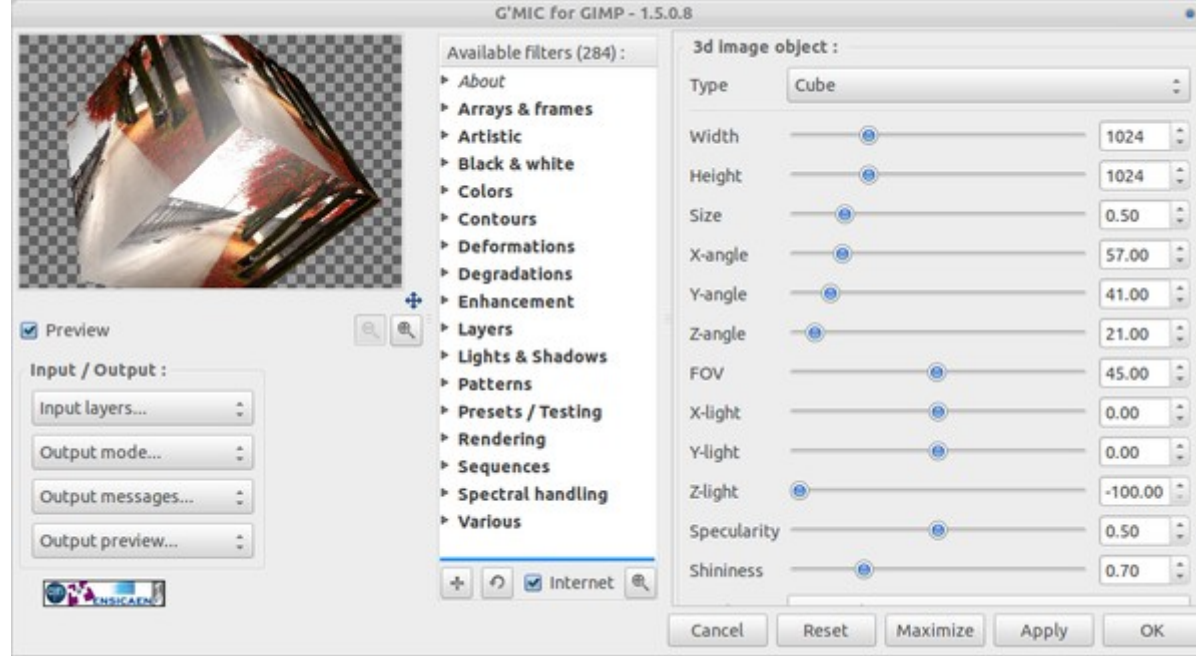 G'MIC for GIMP - 1.5.0.8
Preview
Input / Output :
Input layers...
Output mode...
Output messages...
Output preview...
ENSICAEN
Available filters (284) :
About
Arrays & frames
Artistic
Black & white
Colors
Contours
Deformations
Degradations
Enhancement
Layers
Lights & Shadows
Patterns
Presets / Testing
Rendering
Sequences
Spectral handling
Various
Internet
3d image object :
Type Cube
Width 1024
Height 1024
Size 0.50
X-angle 57.00
Y-angle 41.00
Z-angle 21.00
FOV 45.00
X-light 0.00
Y-light 0.00
Z-light -100.00
Specularity 0.50
Shininess 0.70
Cancel Reset Maximize Apply OK